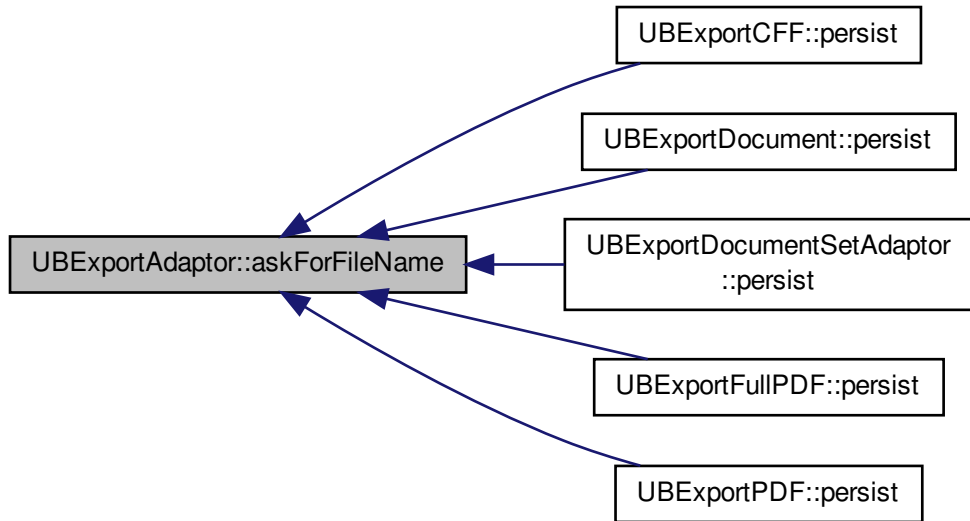 UBExportCFF::persist
UBExportDocument::persist
UBExportAdaptor::askForFileName
UBExportDocumentSetAdaptor
::persist
UBExportFullPDF::persist
UBExportPDF::persist